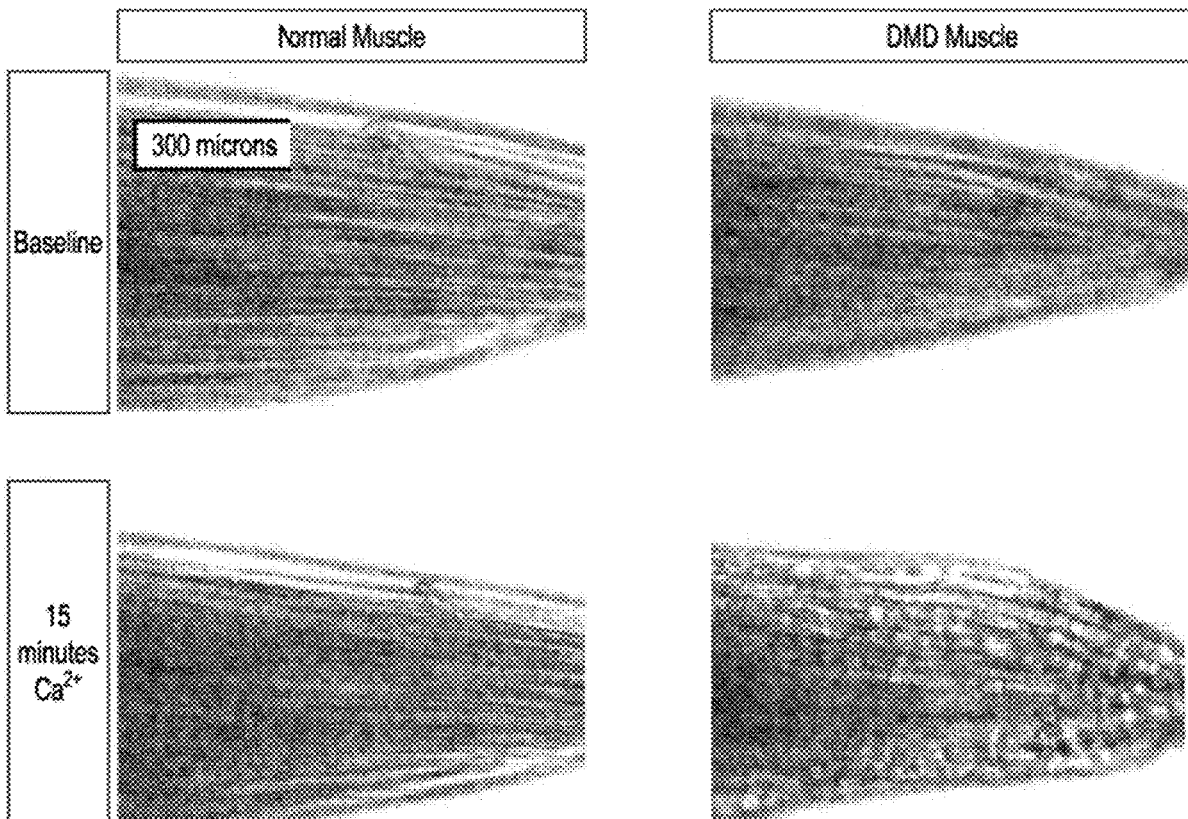 Normal Muscle
DMD Muscle
300 microns
Baseline
15
minutes
Ca²⁺